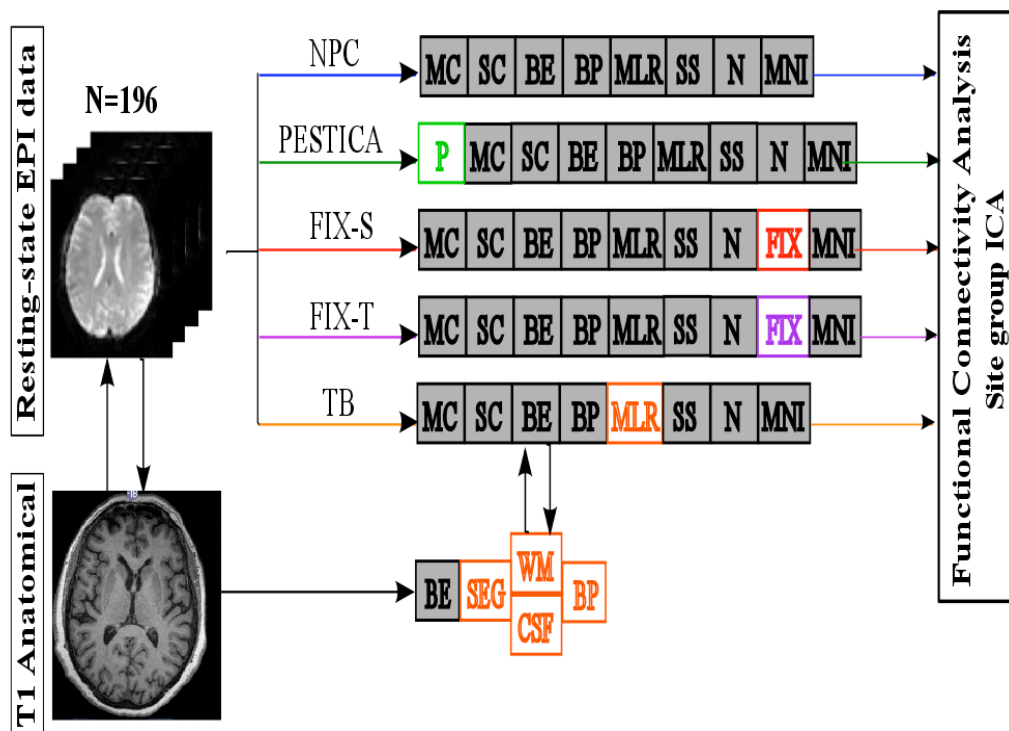 Resting-state EPI data
N=196
NPC
MC SC BE BP MLR SS N MNI
PESTICA
P MC SC BE BP MLR SS N MNI
FIX-S
MC SC BE BP MLR SS N FIX MNI
FIX-T
MC SC BE BP MLR SS N FIX MNI
TB
MC SC BE BP MLR SS N MNI
T1 Anatomical
BE SEG WM BP
CSF
Functional Connectivity Analysis
Site group ICA